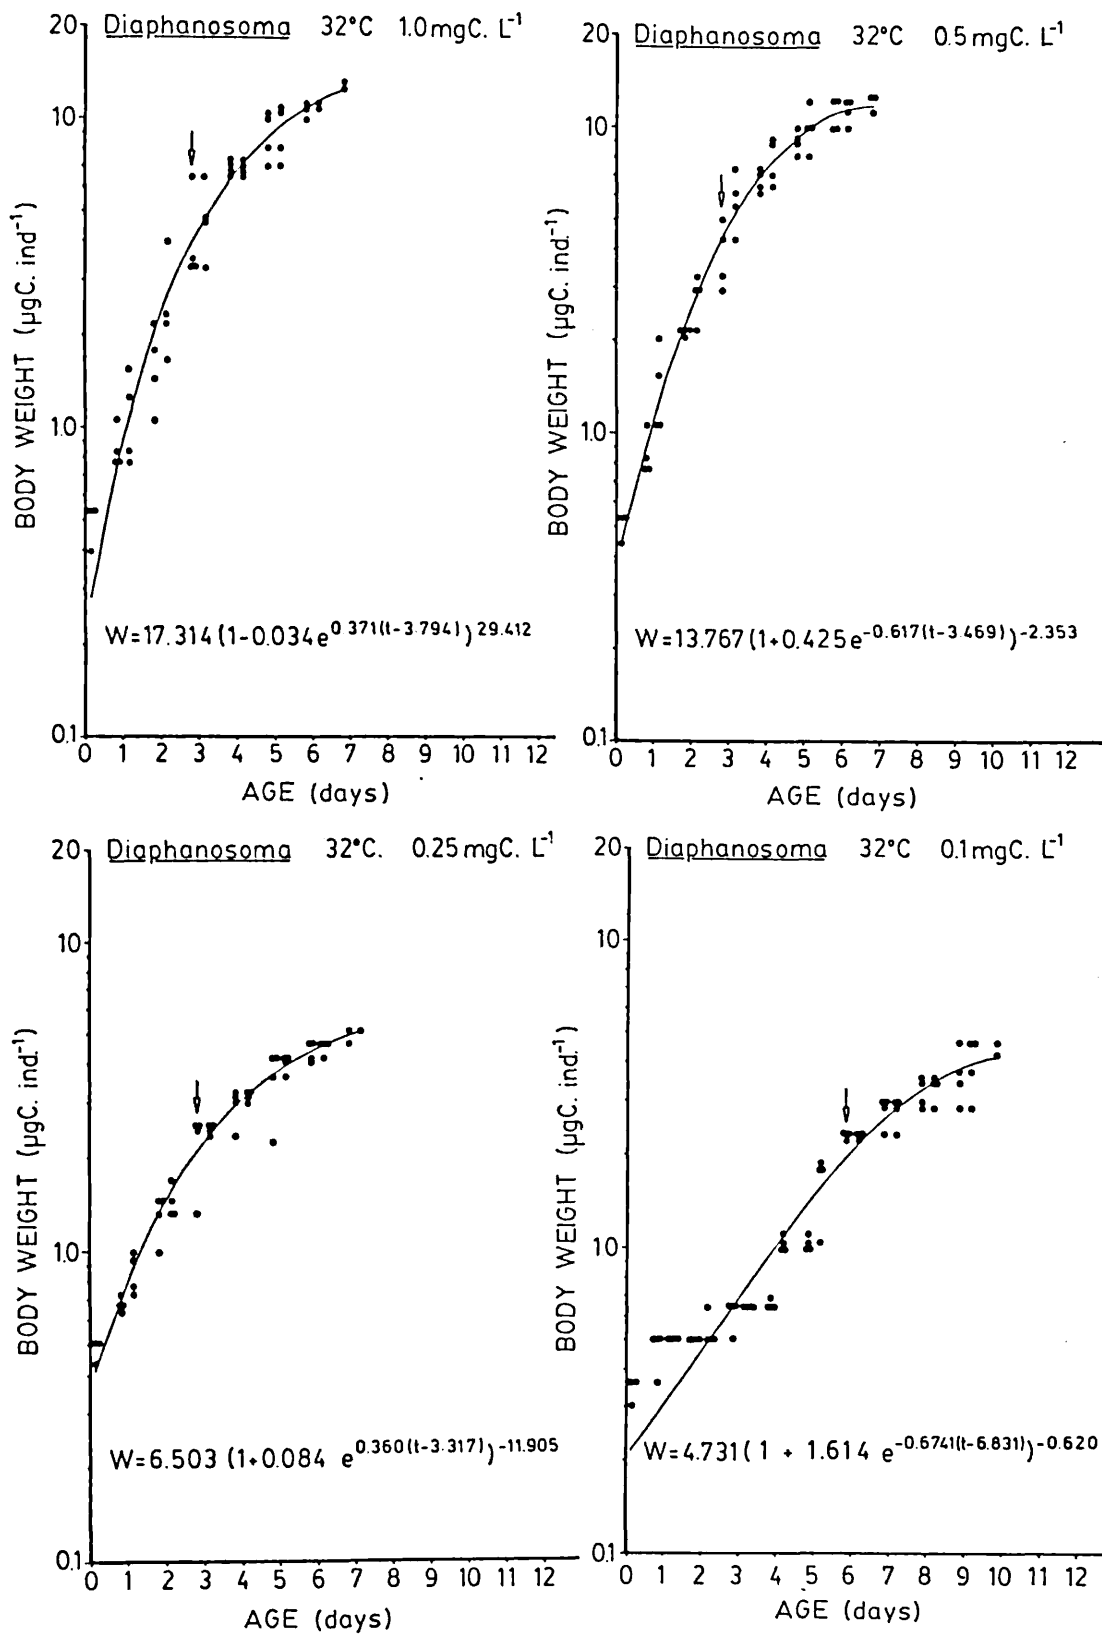 Diaphanosoma 32°C 1.0 mgC. L⁻¹
20
10
1.0
0.1
BODY WEIGHT (µgC. ind⁻¹)
W=17.314 (1-0.034e^0.371(t-3.794))^29.412
0 1 2 3 4 5 6 7 8 9 10 11 12
AGE (days)
Diaphanosoma 32°C 0.5 mgC. L⁻¹
20
10
1.0
0.1
BODY WEIGHT (µgC. ind.⁻¹)
W=13.767 (1+0.425e^-0.617(t-3.469))^-2.353
0 1 2 3 4 5 6 7 8 9 10 11 12
AGE (days)
Diaphanosoma 32°C. 0.25 mgC. L⁻¹
20
10
1.0
0.1
BODY WEIGHT (µgC. ind.⁻¹)
W=6.503 (1+0.084 e^0.360(t-3.317))^-11.905
0 1 2 3 4 5 6 7 8 9 10 11 12
AGE (days)
Diaphanosoma 32°C 0.1 mgC. L⁻¹
20
10
10
0.1
BODY WEIGHT (µgC. ind.⁻¹)
W=4.731 (1 + 1.614 e^-0.6741(t-6.831))^-0.620
0 1 2 3 4 5 6 7 8 9 10 11 12
AGE (days)